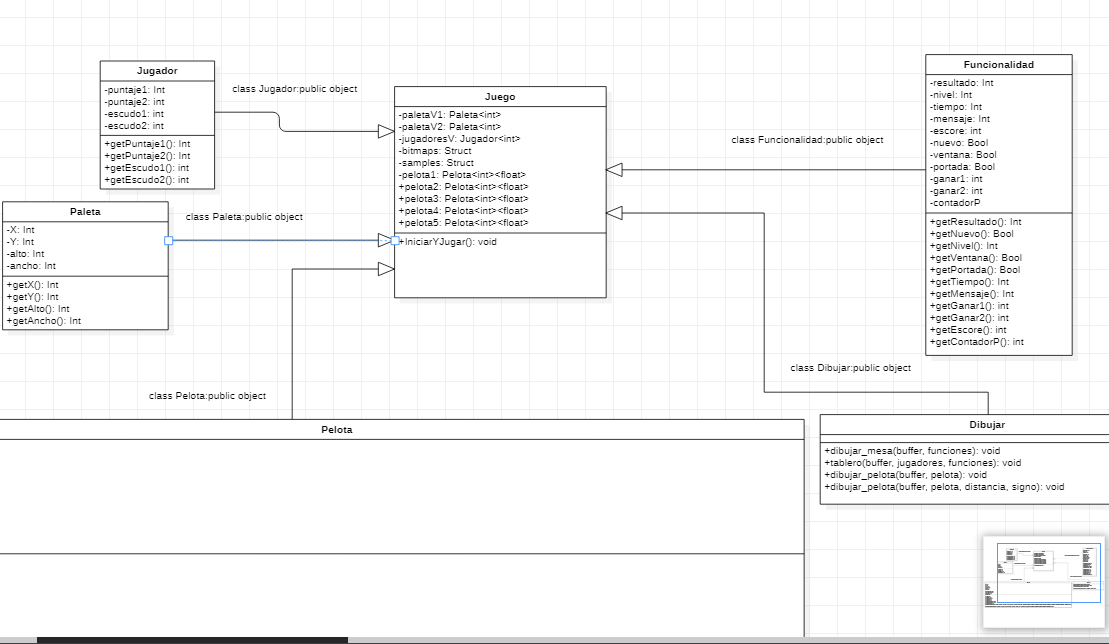 Jugador
-puntaje1: Int
-puntaje2: int
-escudo1: int
-escudo2: int
+getPuntaje1(): Int
+getPuntaje2(): int
+getEscudo1(): int
+getEscudo2(): int
class Jugador:public object
Juego
-paletaV1: Paleta<int>
-paletaV2: Paleta<int>
-jugadoresV: Jugador<int>
-bitmaps: Struct
-samples: Struct
-pelota1: Pelota<int><float>
+pelota2: Pelota<int><float>
+pelota3: Pelota<int><float>
+pelota4: Pelota<int><float>
+pelota5: Pelota<int><float>
+IniciarYJugar(): void
class Funcionalidad:public object
Funcionalidad
-resultado: Int
-nivel: Int
-tiempo: Int
-mensaje: Int
-escore: int
-nuevo: Bool
-ventana: Bool
-portada: Bool
-ganar1: int
-ganar2: int
-contadorP
+getResultado(): Int
+getNuevo(): Bool
+getNivel(): Int
+getVentana(): Bool
+getPortada(): Bool
+getTiempo(): Int
+getMensaje(): Int
+getGanar1(): int
+getGanar2(): int
+getEscore(): int
+getContadorP(): int
Paleta
-X: Int
-Y: Int
-alto: Int
-ancho: Int
+getX(): Int
+getY(): Int
+getAlto(): Int
+getAncho(): Int
class Paleta:public object
class Pelota:public object
class Dibujar:public object
Pelota
Dibujar
+dibujar_mesa(buffer, funciones): void
+tablero(buffer, jugadores, funciones): void
+dibujar_pelota(buffer, pelota): void
+dibujar_pelota(buffer, pelota, distancia, signo): void